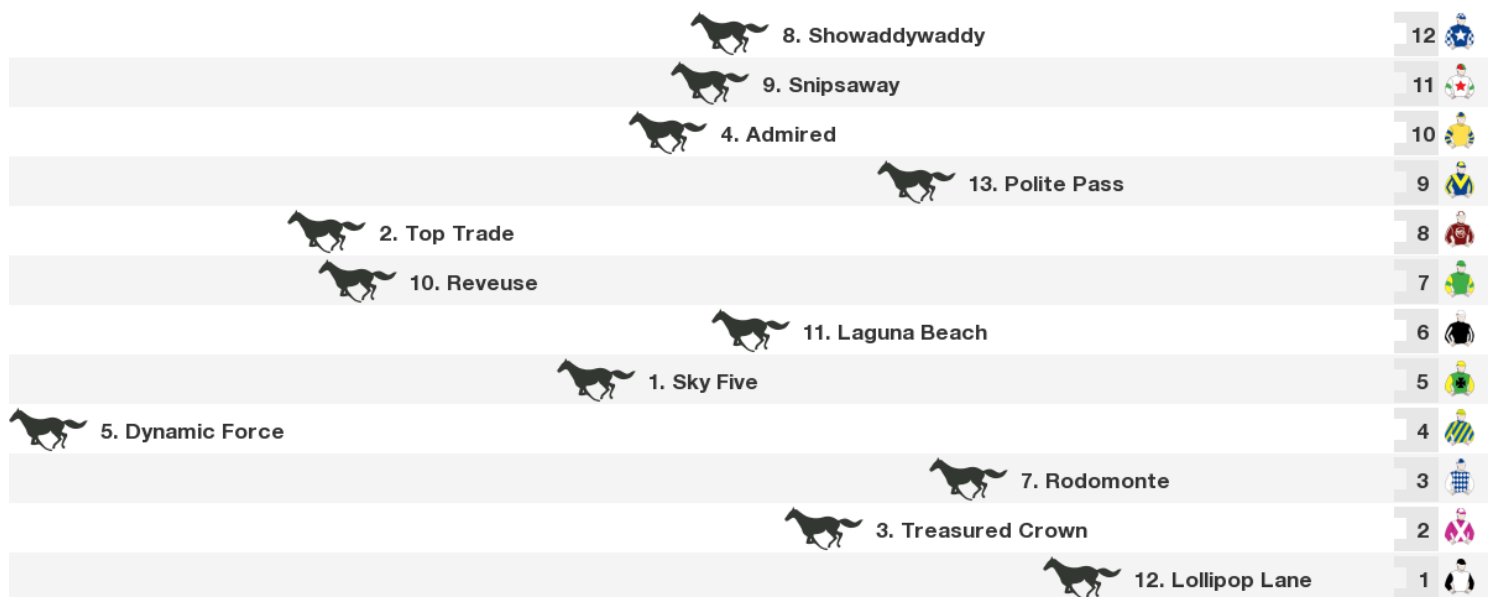 8. Showaddywaddy 12
9. Snipsaway 11
4. Admired 10
13. Polite Pass 9
2. Top Trade 8
10. Reveuse 7
11. Laguna Beach 6
1. Sky Five 5
5. Dynamic Force 4
7. Rodomonte 3
3. Treasured Crown 2
12. Lollipop Lane 1